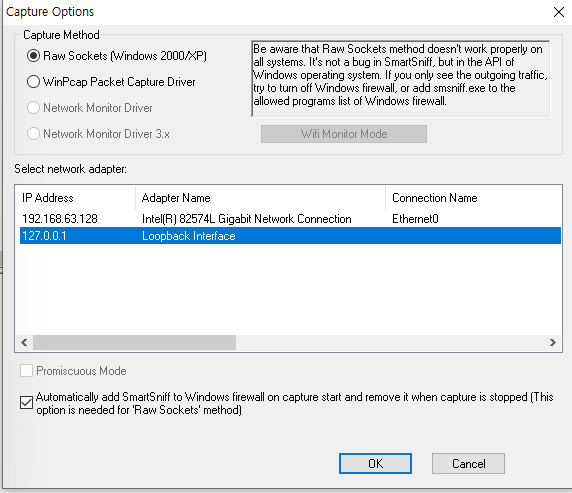 Capture Options
Capture Method
Raw Sockets (Windows 2000/XP)
WinPcap Packet Capture Driver
Network Monitor Driver
Network Monitor Driver 3.x
Be aware that Raw Sockets method doesn't work properly on
all systems. It's not a bug in SmartSniff, but in the API of
Windows operating system. If you only see the outgoing traffic,
try to turn off Windows firewall, or add smsniff.exe to the
allowed programs list of Windows firewall.
Wifi Monitor Mode
Select network adapter:
IP Address Adapter Name Connection Name
192.168.63.128 Intel(R) 82574L Gigabit Network Connection Ethernet0
127.0.0.1 Loopback Interface
Promiscuous Mode
Automatically add SmartSniff to Windows firewall on capture start and remove it when capture is stopped (This
option is needed for 'Raw Sockets' method)
OK Cancel